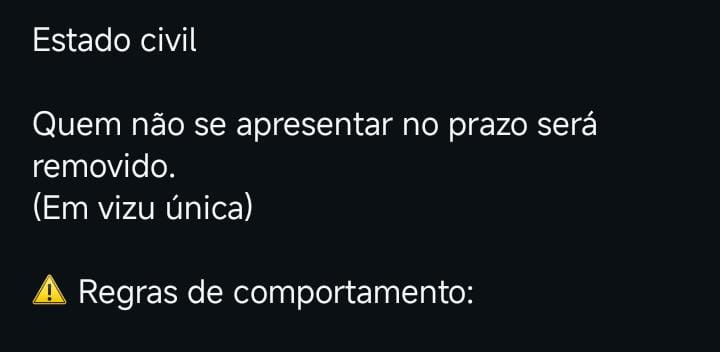 Estado civil
Quem não se apresentar no prazo será
removido.
(Em vizu única)
⚠️ Regras de comportamento: